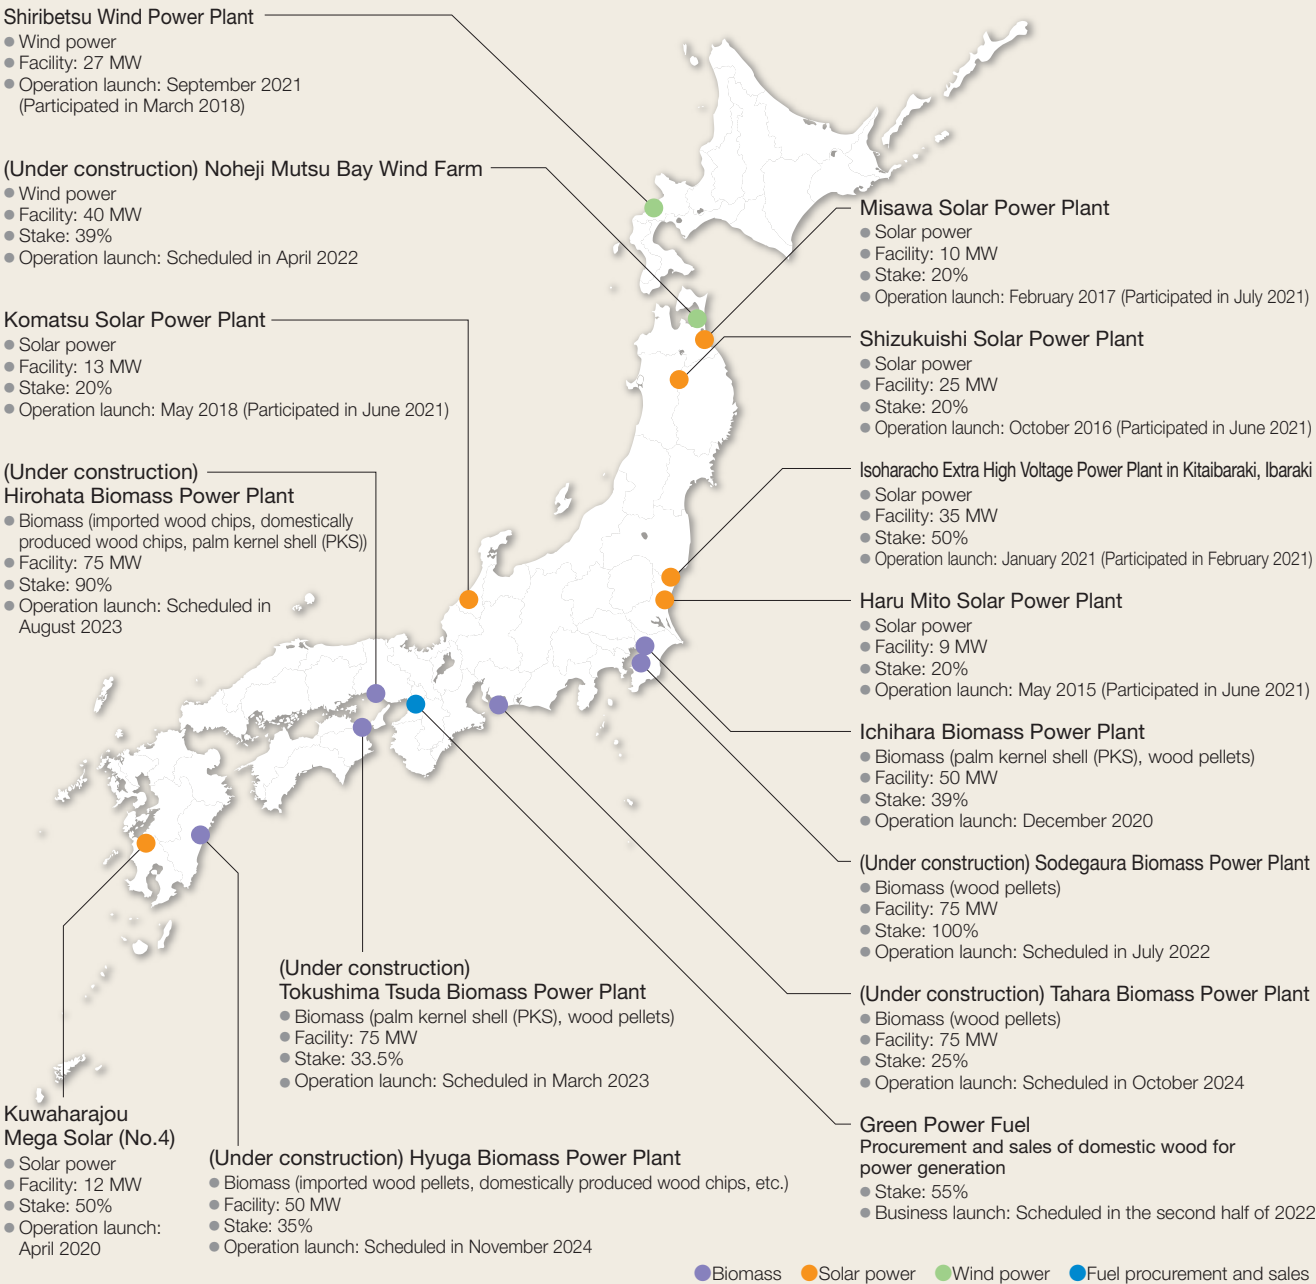 Shiribetsu Wind Power Plant
Wind power
Facility: 27 MW
Operation launch: September 2021
(Participated in March 2018)
(Under construction) Noheji Mutsu Bay Wind Farm
Wind power
Facility: 40 MW
Stake: 39%
Operation launch: Scheduled in April 2022
Komatsu Solar Power Plant
Solar power
Facility: 13 MW
Stake: 20%
Operation launch: May 2018 (Participated in June 2021)
(Under construction)
Hirohata Biomass Power Plant
Biomass (imported wood chips, domestically
produced wood chips, palm kernel shell (PKS))
Facility: 75 MW
Stake: 90%
Operation launch: Scheduled in
August 2023
Misawa Solar Power Plant
Solar power
Facility: 10 MW
Stake: 20%
Operation launch: February 2017 (Participated in July 2021)
Shizukuishi Solar Power Plant
Solar power
Facility: 25 MW
Stake: 20%
Operation launch: October 2016 (Participated in June 2021)
Isoharacho Extra High Voltage Power Plant in Kitaibaraki, Ibaraki
Solar power
Facility: 35 MW
Stake: 50%
Operation launch: January 2021 (Participated in February 2021)
Haru Mito Solar Power Plant
Solar power
Facility: 9 MW
Stake: 20%
Operation launch: May 2015 (Participated in June 2021)
Ichihara Biomass Power Plant
Biomass (palm kernel shell (PKS), wood pellets)
Facility: 50 MW
Stake: 39%
Operation launch: December 2020
(Under construction) Sodegaura Biomass Power Plant
Biomass (wood pellets)
Facility: 75 MW
Stake: 100%
Operation launch: Scheduled in July 2022
(Under construction) Tahara Biomass Power Plant
Biomass (wood pellets)
Facility: 75 MW
Stake: 25%
Operation launch: Scheduled in October 2024
Green Power Fuel
Procurement and sales of domestic wood for
power generation
Stake: 55%
Business launch: Scheduled in the second half of 2022
(Under construction)
Tokushima Tsuda Biomass Power Plant
Biomass (palm kernel shell (PKS), wood pellets)
Facility: 75 MW
Stake: 33.5%
Operation launch: Scheduled in March 2023
Kuwaharajou
Mega Solar (No.4)
Solar power
Facility: 12 MW
Stake: 50%
Operation launch:
April 2020
(Under construction) Hyuga Biomass Power Plant
Biomass (imported wood pellets, domestically produced wood chips, etc.)
Facility: 50 MW
Stake: 35%
Operation launch: Scheduled in November 2024
Biomass Solar power Wind power Fuel procurement and sales